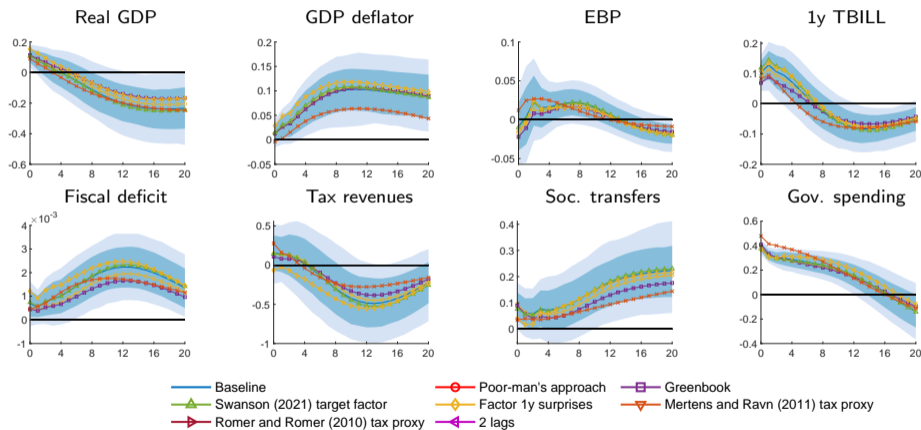 Real GDP GDP deflator EBP 1y TBILL
0.2 0.2 0.1 0.2
0 0.15 0.1
-0.2 0.1 0.05 0
0.05 0
-0.4 0 -0.1
-0.6 -0.05 -0.05 -0.2
0 4 8 12 16 20 0 4 8 12 16 20 0 4 8 12 16 20 0 4 8 12 16 20
Fiscal deficit Tax revenues Soc. transfers Gov. spending
×10⁻³
4 0.5 0.4 0.6
3 0.3 0.4
2 0 0.2 0.2
1 -0.5 0.1 0
0 0 -0.2
-1 -1 -0.4
0 4 8 12 16 20 0 4 8 12 16 20 0 4 8 12 16 20 0 4 8 12 16 20
Baseline Poor-man's approach Greenbook
Swanson (2021) target factor Factor 1y surprises Mertens and Ravn (2011) tax proxy
Romer and Romer (2010) tax proxy 2 lags